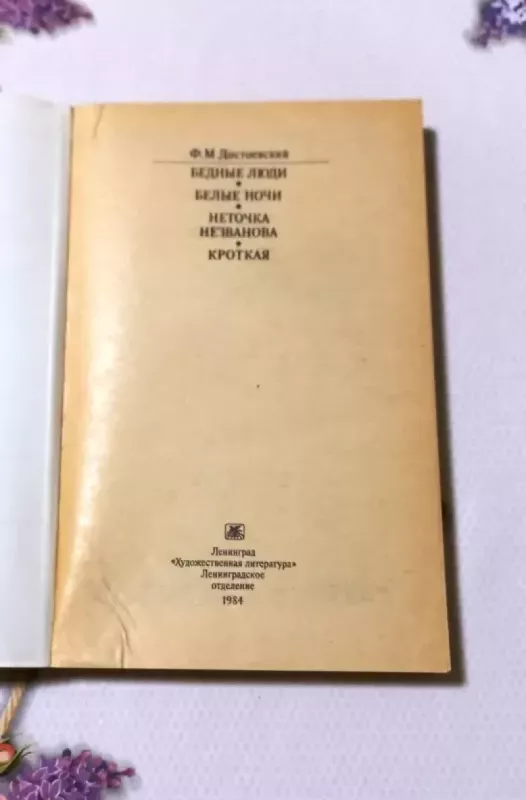 Ф.М.Достоевский
БЕДНЫЕ ЛЮДИ
•
БЕЛЫЕ НОЧИ
•
НЕТОЧКА
НЕЗВАНОВА
•
КРОТКАЯ
Ленинград
"Художественная литература"
Ленинградское
отделение
1984